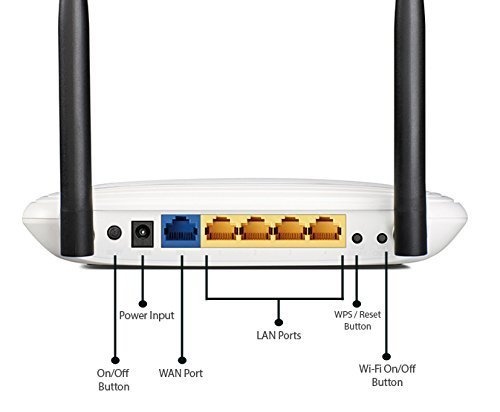 Power Input
LAN Ports
WPS / Reset
Button
On/Off
Button
WAN Port
Wi-Fi On/Off
Button